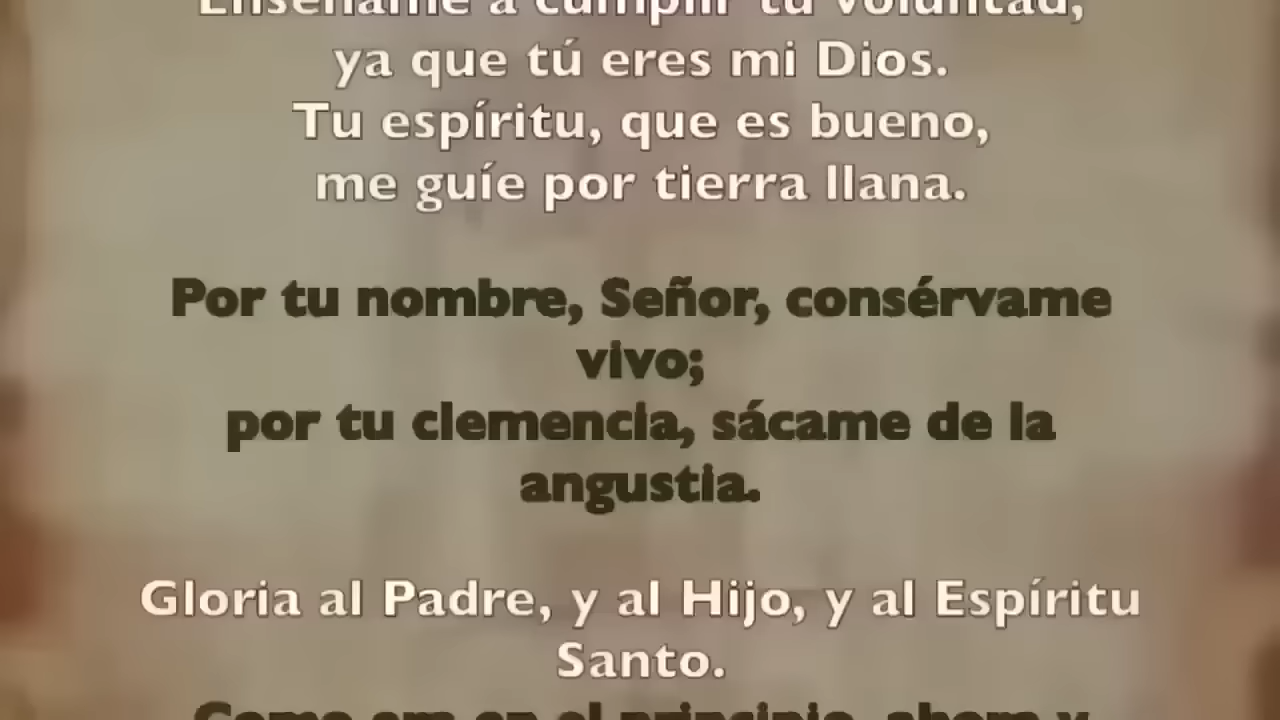 Enseñame a cumplir tu voluntad,
ya que tú eres mi Dios.
Tu espíritu, que es bueno,
me guíe por tierra llana.
Por tu nombre, Señor, consérvame
vivo;
por tu clemencia, sácame de la
angustia.
Gloria al Padre, y al Hijo, y al Espíritu
Santo.
Como era en el principio, ahora y